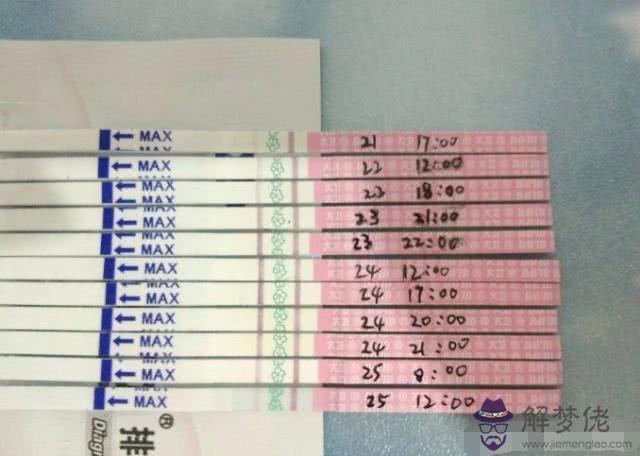 MAX 21 17:00
MAX 22 12:00
MAX 22 18:00
MAX 23 21:00
MAX 23 22:00
MAX 24 12:00
MAX 24 17:00
MAX 24 20:00
MAX 24 21:00
MAX 25 8:00
MAX 25 12:00
排
®
Diagn
解梦佬
www.jiemenglao.com